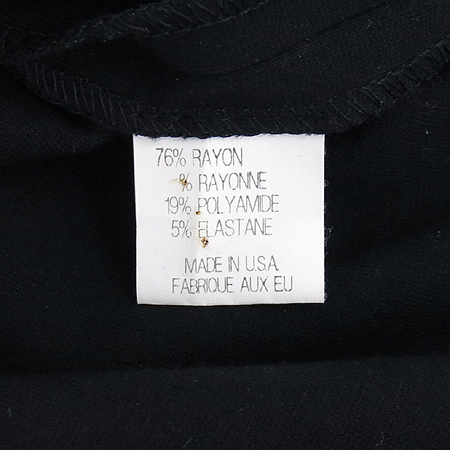 76% RAYON
% RAYONNE
19% POLYAMIDE
5% ELASTANE
MADE IN U.S.A.
FABRIQUE AUX EU